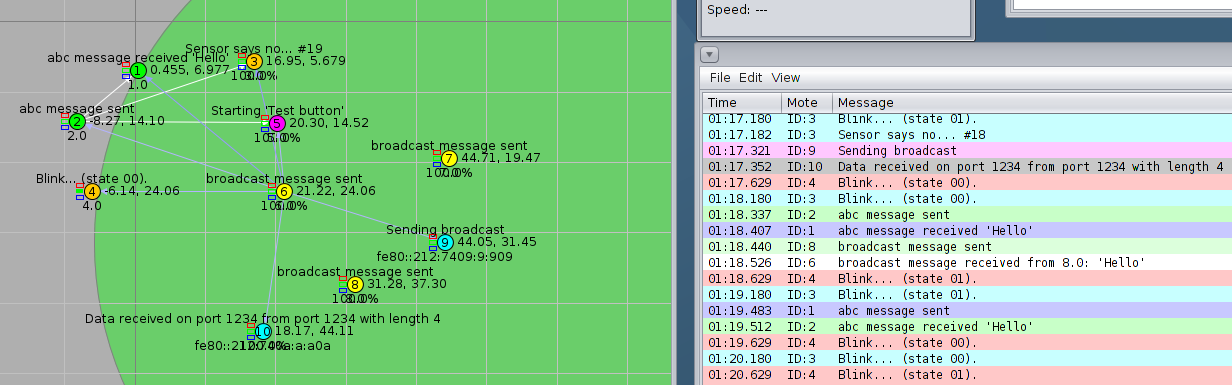 Sensor says no... #19
abc message received 'Hello'
3 16.95, 5.679
1 0.455, 6.977
1.0
abc message sent
2 -8.27, 14.10
2.0
Starting 'Test button'
5 20.30, 14.52
broadcast message sent
7 44.71, 19.47
Blink... (state 00).
4 -6.14, 24.06
4.0
broadcast message sent
6 21.22, 24.06
Sending broadcast
9 44.05, 31.45
fe80::212:7409:9:909
broadcast message sent
8 31.28, 37.30
Data received on port 1234 from port 1234 with length 4
10 18.17, 44.11
Speed: ---
File Edit View
Time Mote Message
01:17.180 ID:3 Blink... (state 01).
01:17.182 ID:3 Sensor says no... #18
01:17.321 ID:9 Sending broadcast
01:17.352 ID:10 Data received on port 1234 from port 1234 with length 4
01:17.629 ID:4 Blink... (state 00).
01:18.180 ID:3 Blink... (state 00).
01:18.337 ID:2 abc message sent
01:18.407 ID:1 abc message received 'Hello'
01:18.440 ID:8 broadcast message sent
01:18.526 ID:6 broadcast message received from 8.0: 'Hello'
01:18.629 ID:4 Blink... (state 01).
01:19.180 ID:3 Blink... (state 01).
01:19.483 ID:1 abc message sent
01:19.512 ID:2 abc message received 'Hello'
01:19.629 ID:4 Blink... (state 00).
01:20.180 ID:3 Blink... (state 00).
01:20.629 ID:4 Blink... (state 01).